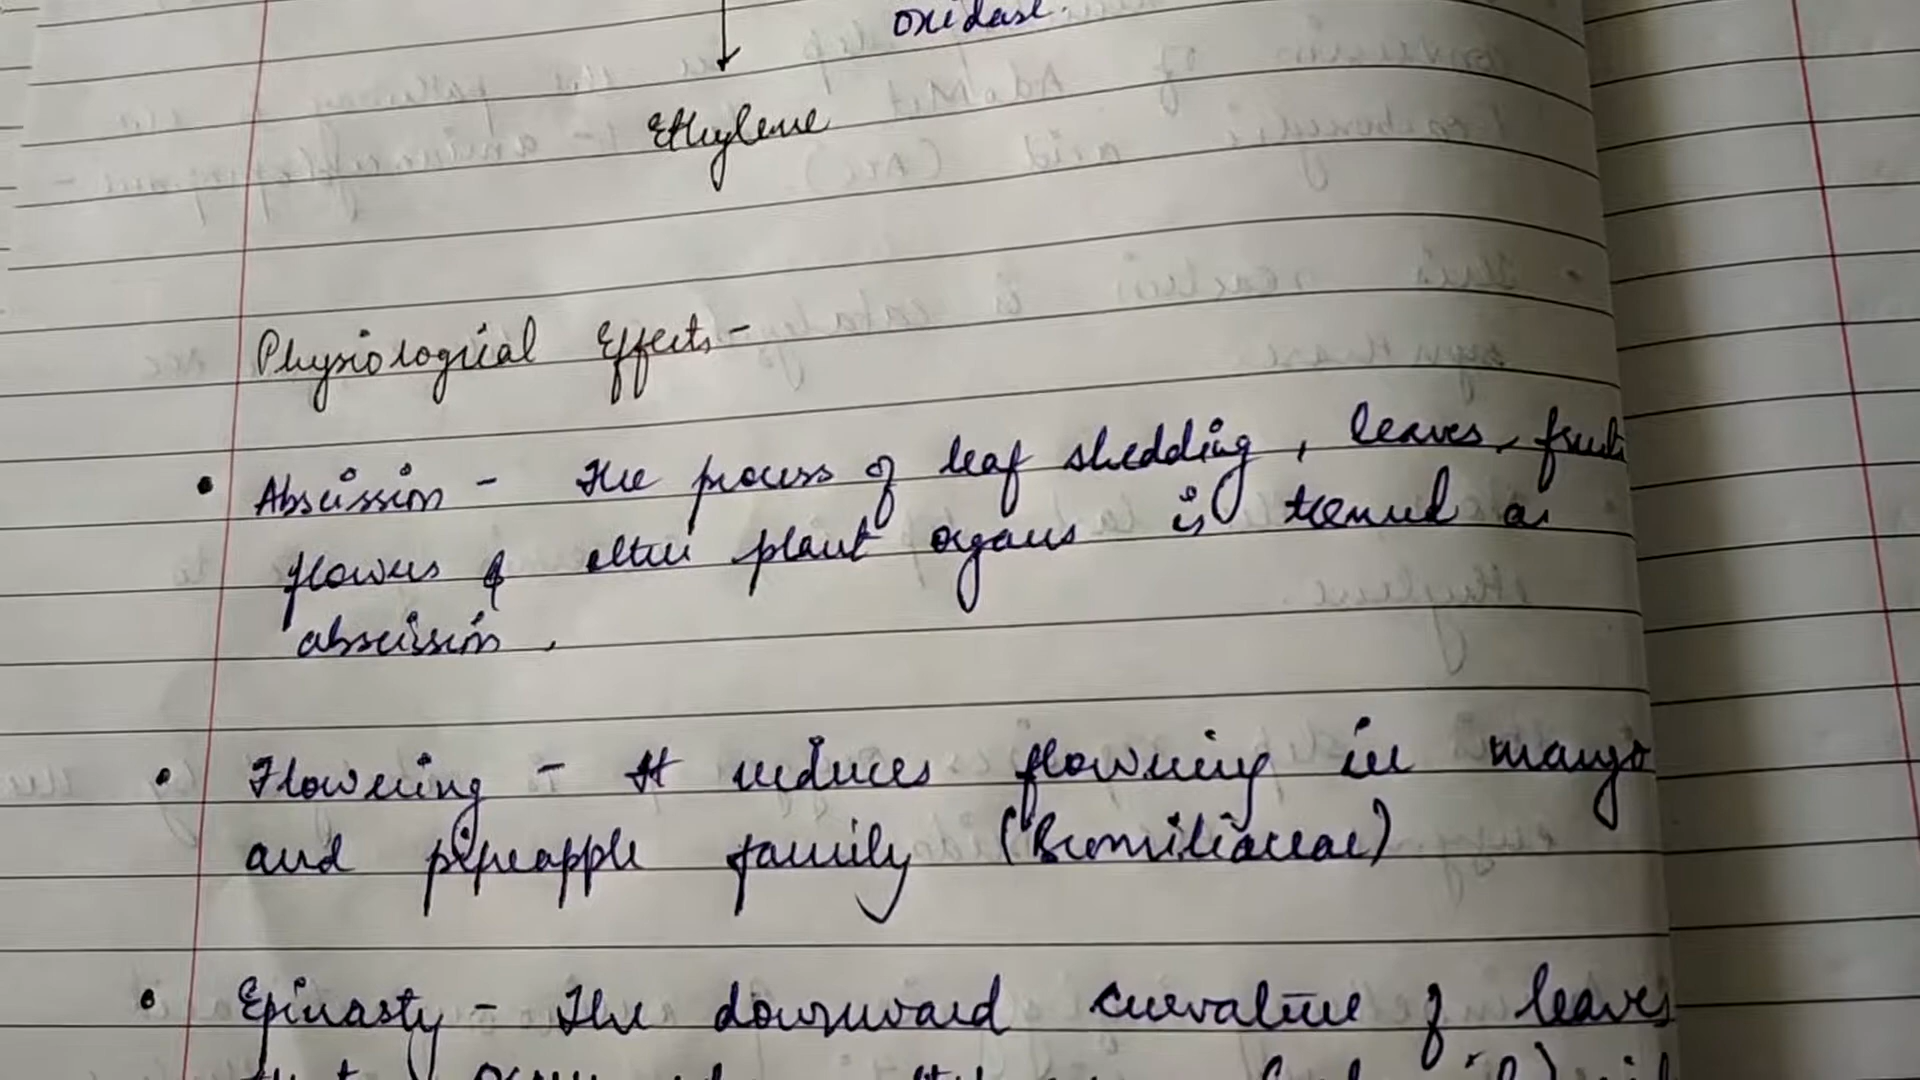 oxidase.
Ethylene
Physiological Effects -
• Abscission - The process of leaf shedding, leaves, fruits
flowers & other plant organs is termed as
abscission.
• Flowering - It reduces flowering in mango
and pineapple family (Bromiliaceae)
• Epinasty - The downward curvature of leaves